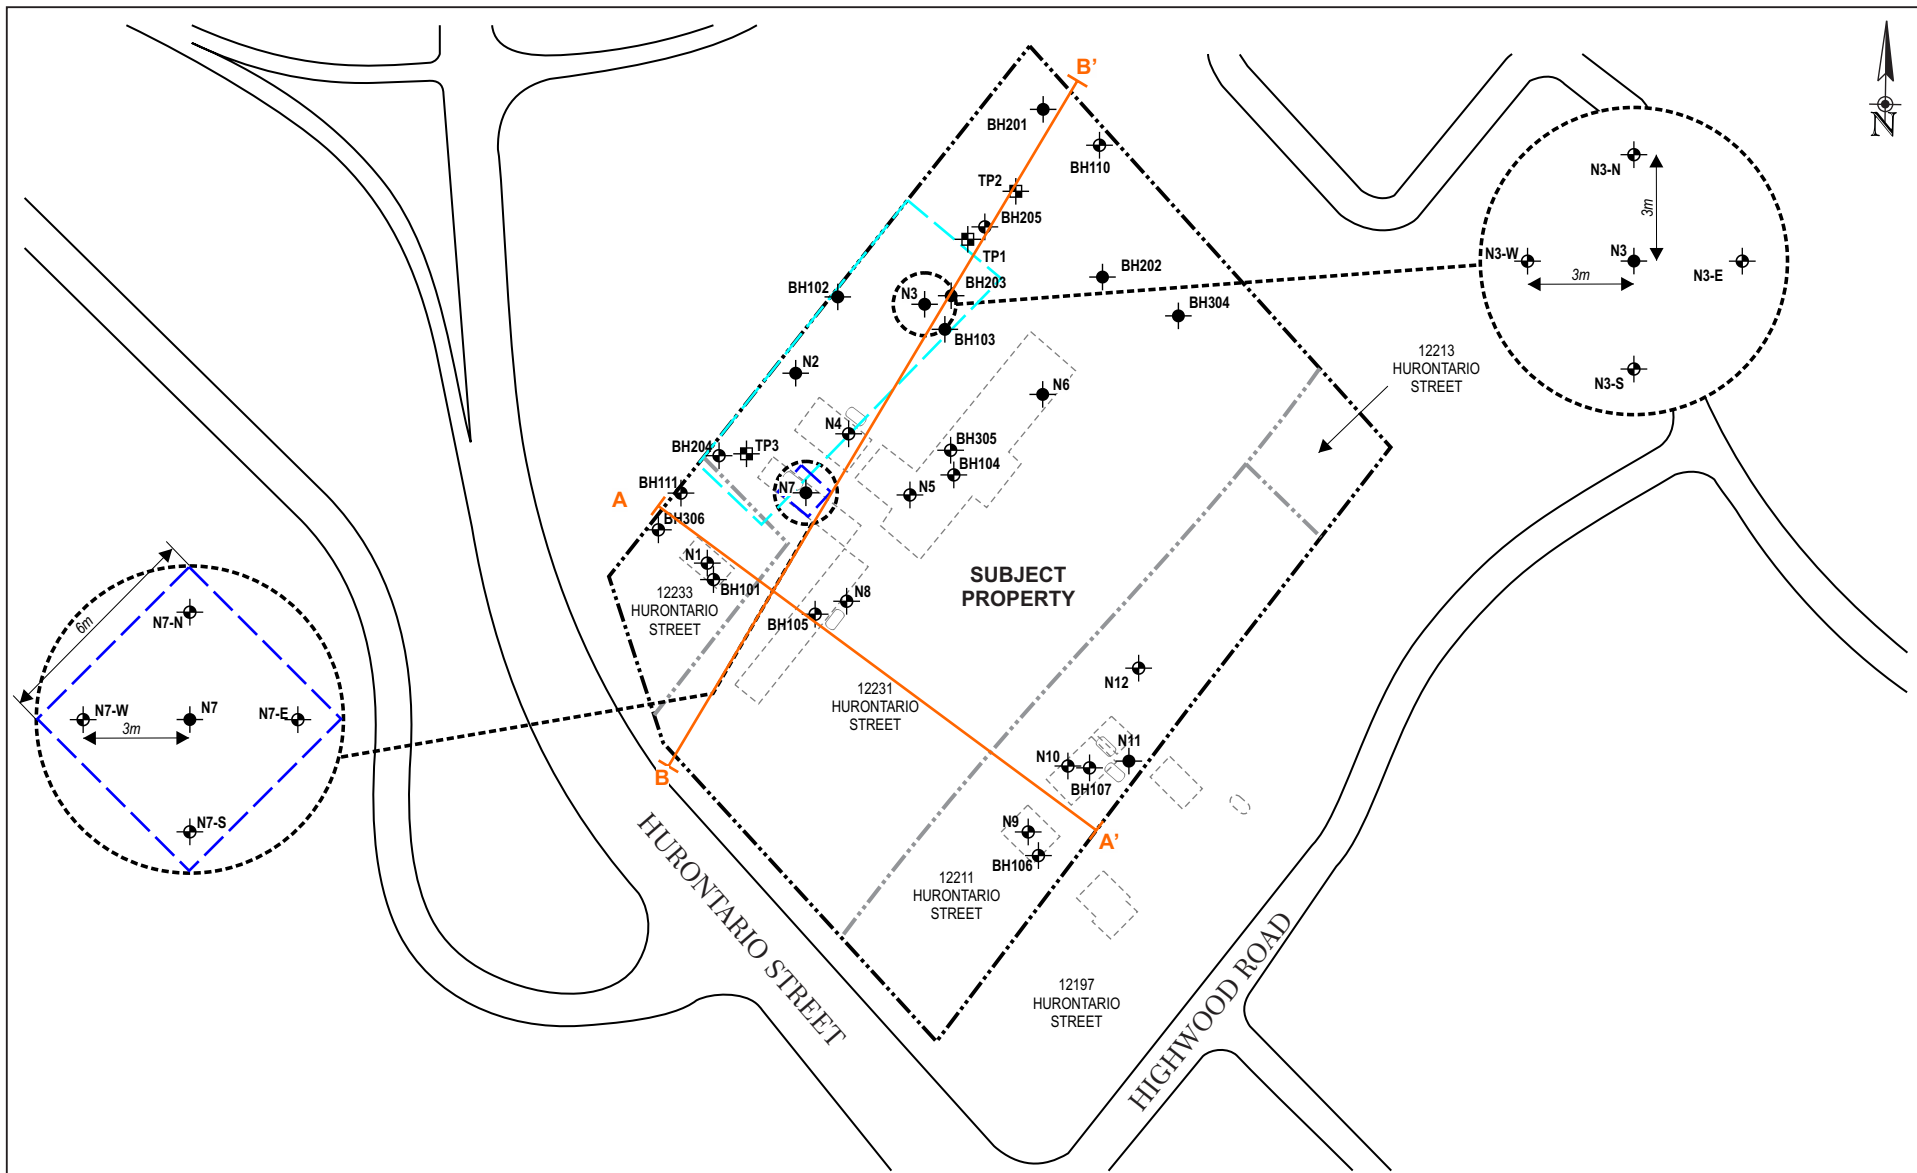 B'
BH201
BH110
N
TP2
BH205
TP1
BH202
BH203
BH102
N3
BH304
BH103
N2
12213
HURONTARIO
STREET
N6
N4
BH204
TP3
BH305
BH104
N7
N5
BH111
A
BH306
N1
BH101
12233
HURONTARIO
STREET
SUBJECT
PROPERTY
N8
BH105
N12
12231
HURONTARIO
STREET
N11
N10
BH107
B
N9
A'
BH106
12211
HURONTARIO
STREET
12197
HURONTARIO
STREET
HURONTARIO STREET
HIGHWOOD ROAD
N3-N
3m
N3-W
N3
N3-E
3m
N3-S
6m
N7-N
N7-W
N7
N7-E
3m
N7-S